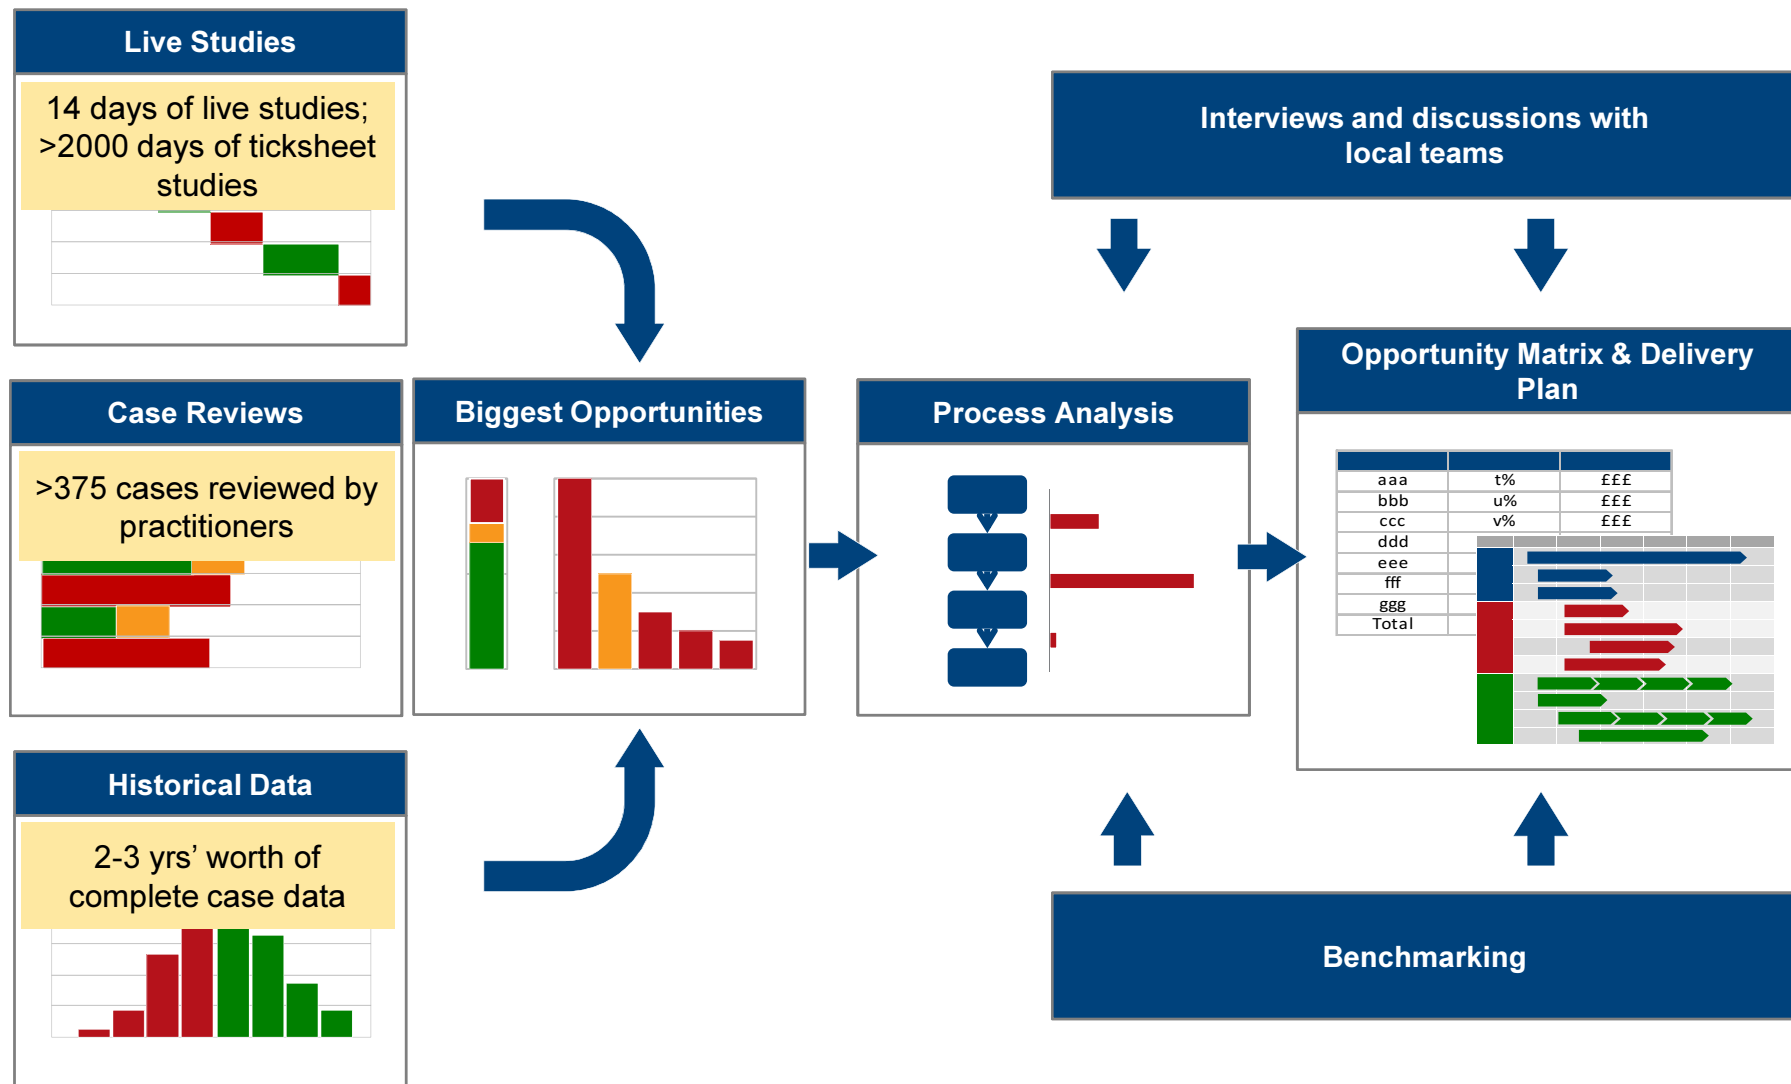 Live Studies
14 days of live studies;
>2000 days of ticksheet
studies
Interviews and discussions with
local teams
Case Reviews
>375 cases reviewed by
practitioners
Biggest Opportunities
Process Analysis
Opportunity Matrix & Delivery
Plan
aaa t% £££
bbb u% £££
ccc v% £££
ddd
eee
fff
ggg
Total
Historical Data
2-3 yrs’ worth of
complete case data
Benchmarking